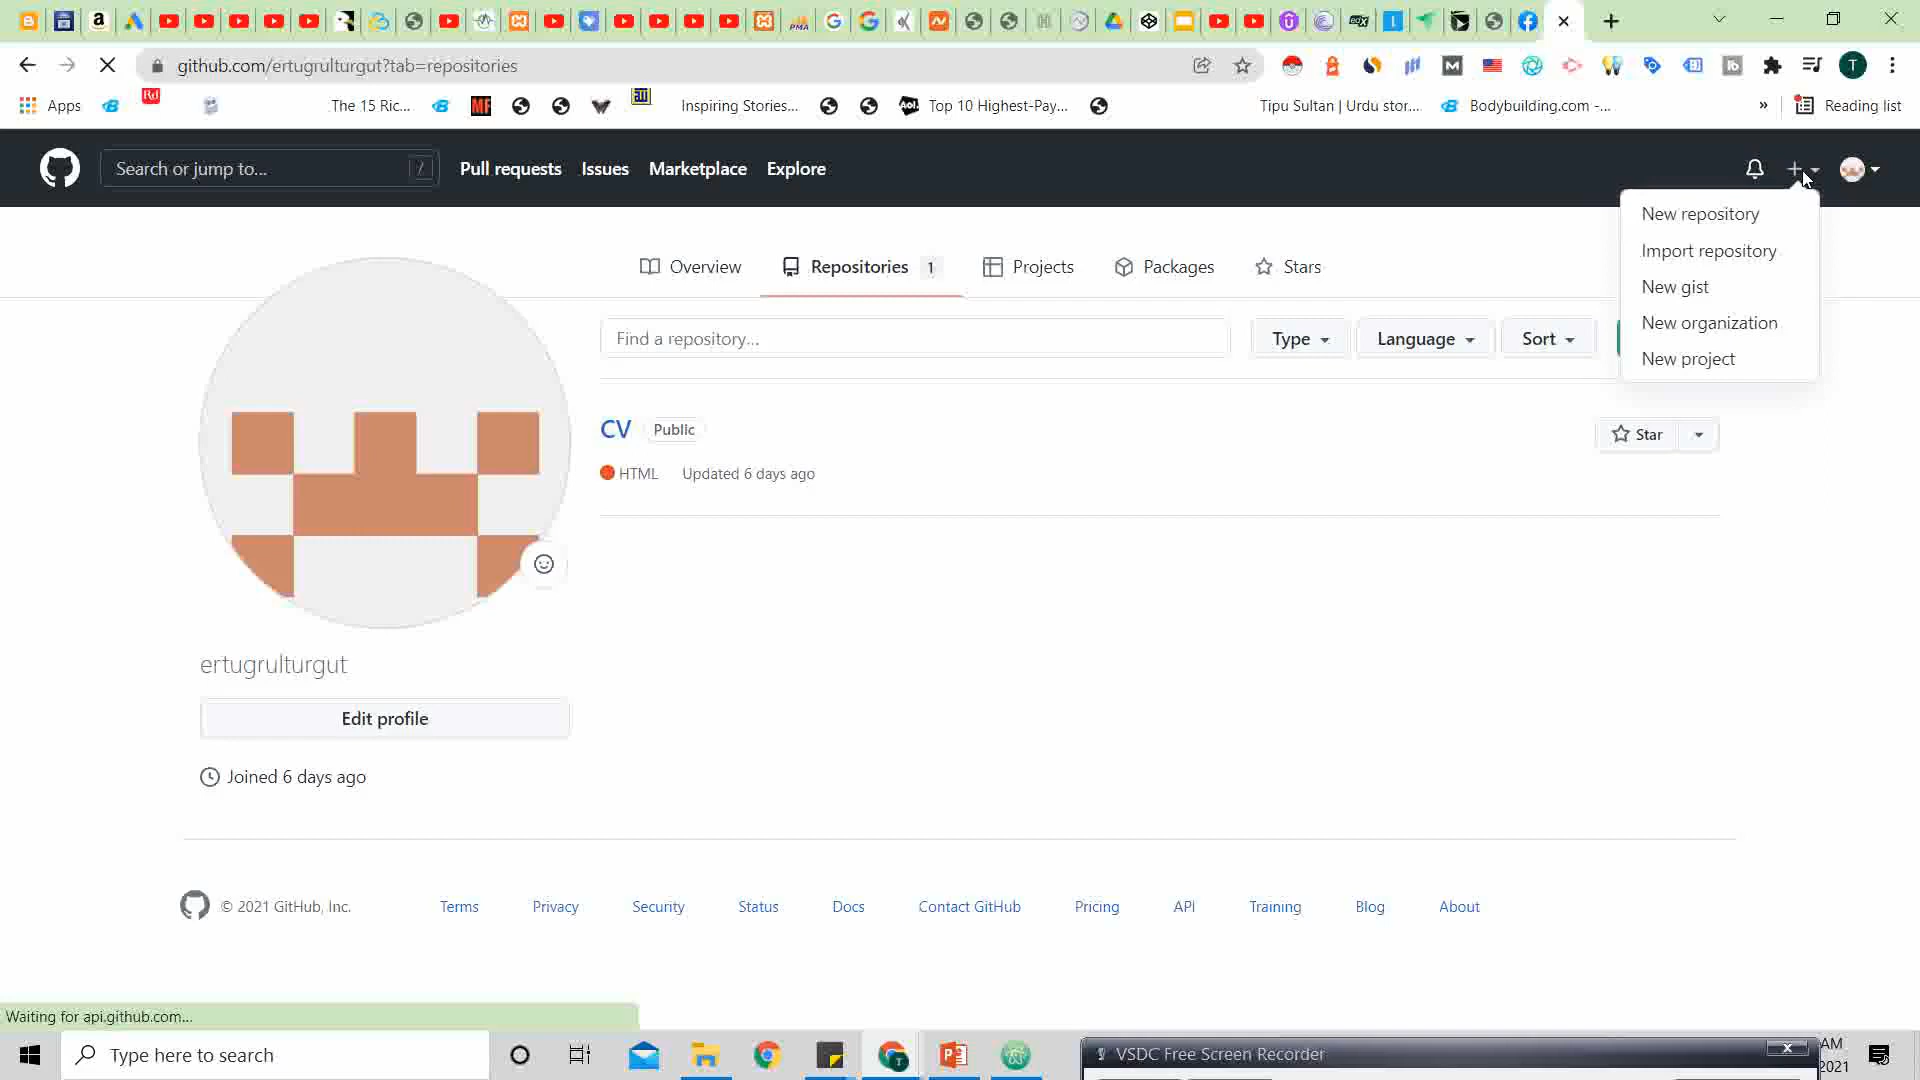 github.com/ertugrulturgut?tab=repositories
T
Apps
Rd
The 15 Ric...
MF
Inspiring Stories...
Aol.
Top 10 Highest-Pay...
Tipu Sultan | Urdu stor...
Bodybuilding.com -...
»
Reading list
Search or jump to...
/
Pull requests
Issues
Marketplace
Explore
New repository
Import repository
New gist
New organization
New project
Overview
Repositories 1
Projects
Packages
Stars
Find a repository...
Type
Language
Sort
CV
Public
Star
HTML
Updated 6 days ago
ertugrulturgut
Edit profile
Joined 6 days ago
© 2021 GitHub, Inc.
Terms
Privacy
Security
Status
Docs
Contact GitHub
Pricing
API
Training
Blog
About
Waiting for api.github.com...
Type here to search
VSDC Free Screen Recorder
AM
2021